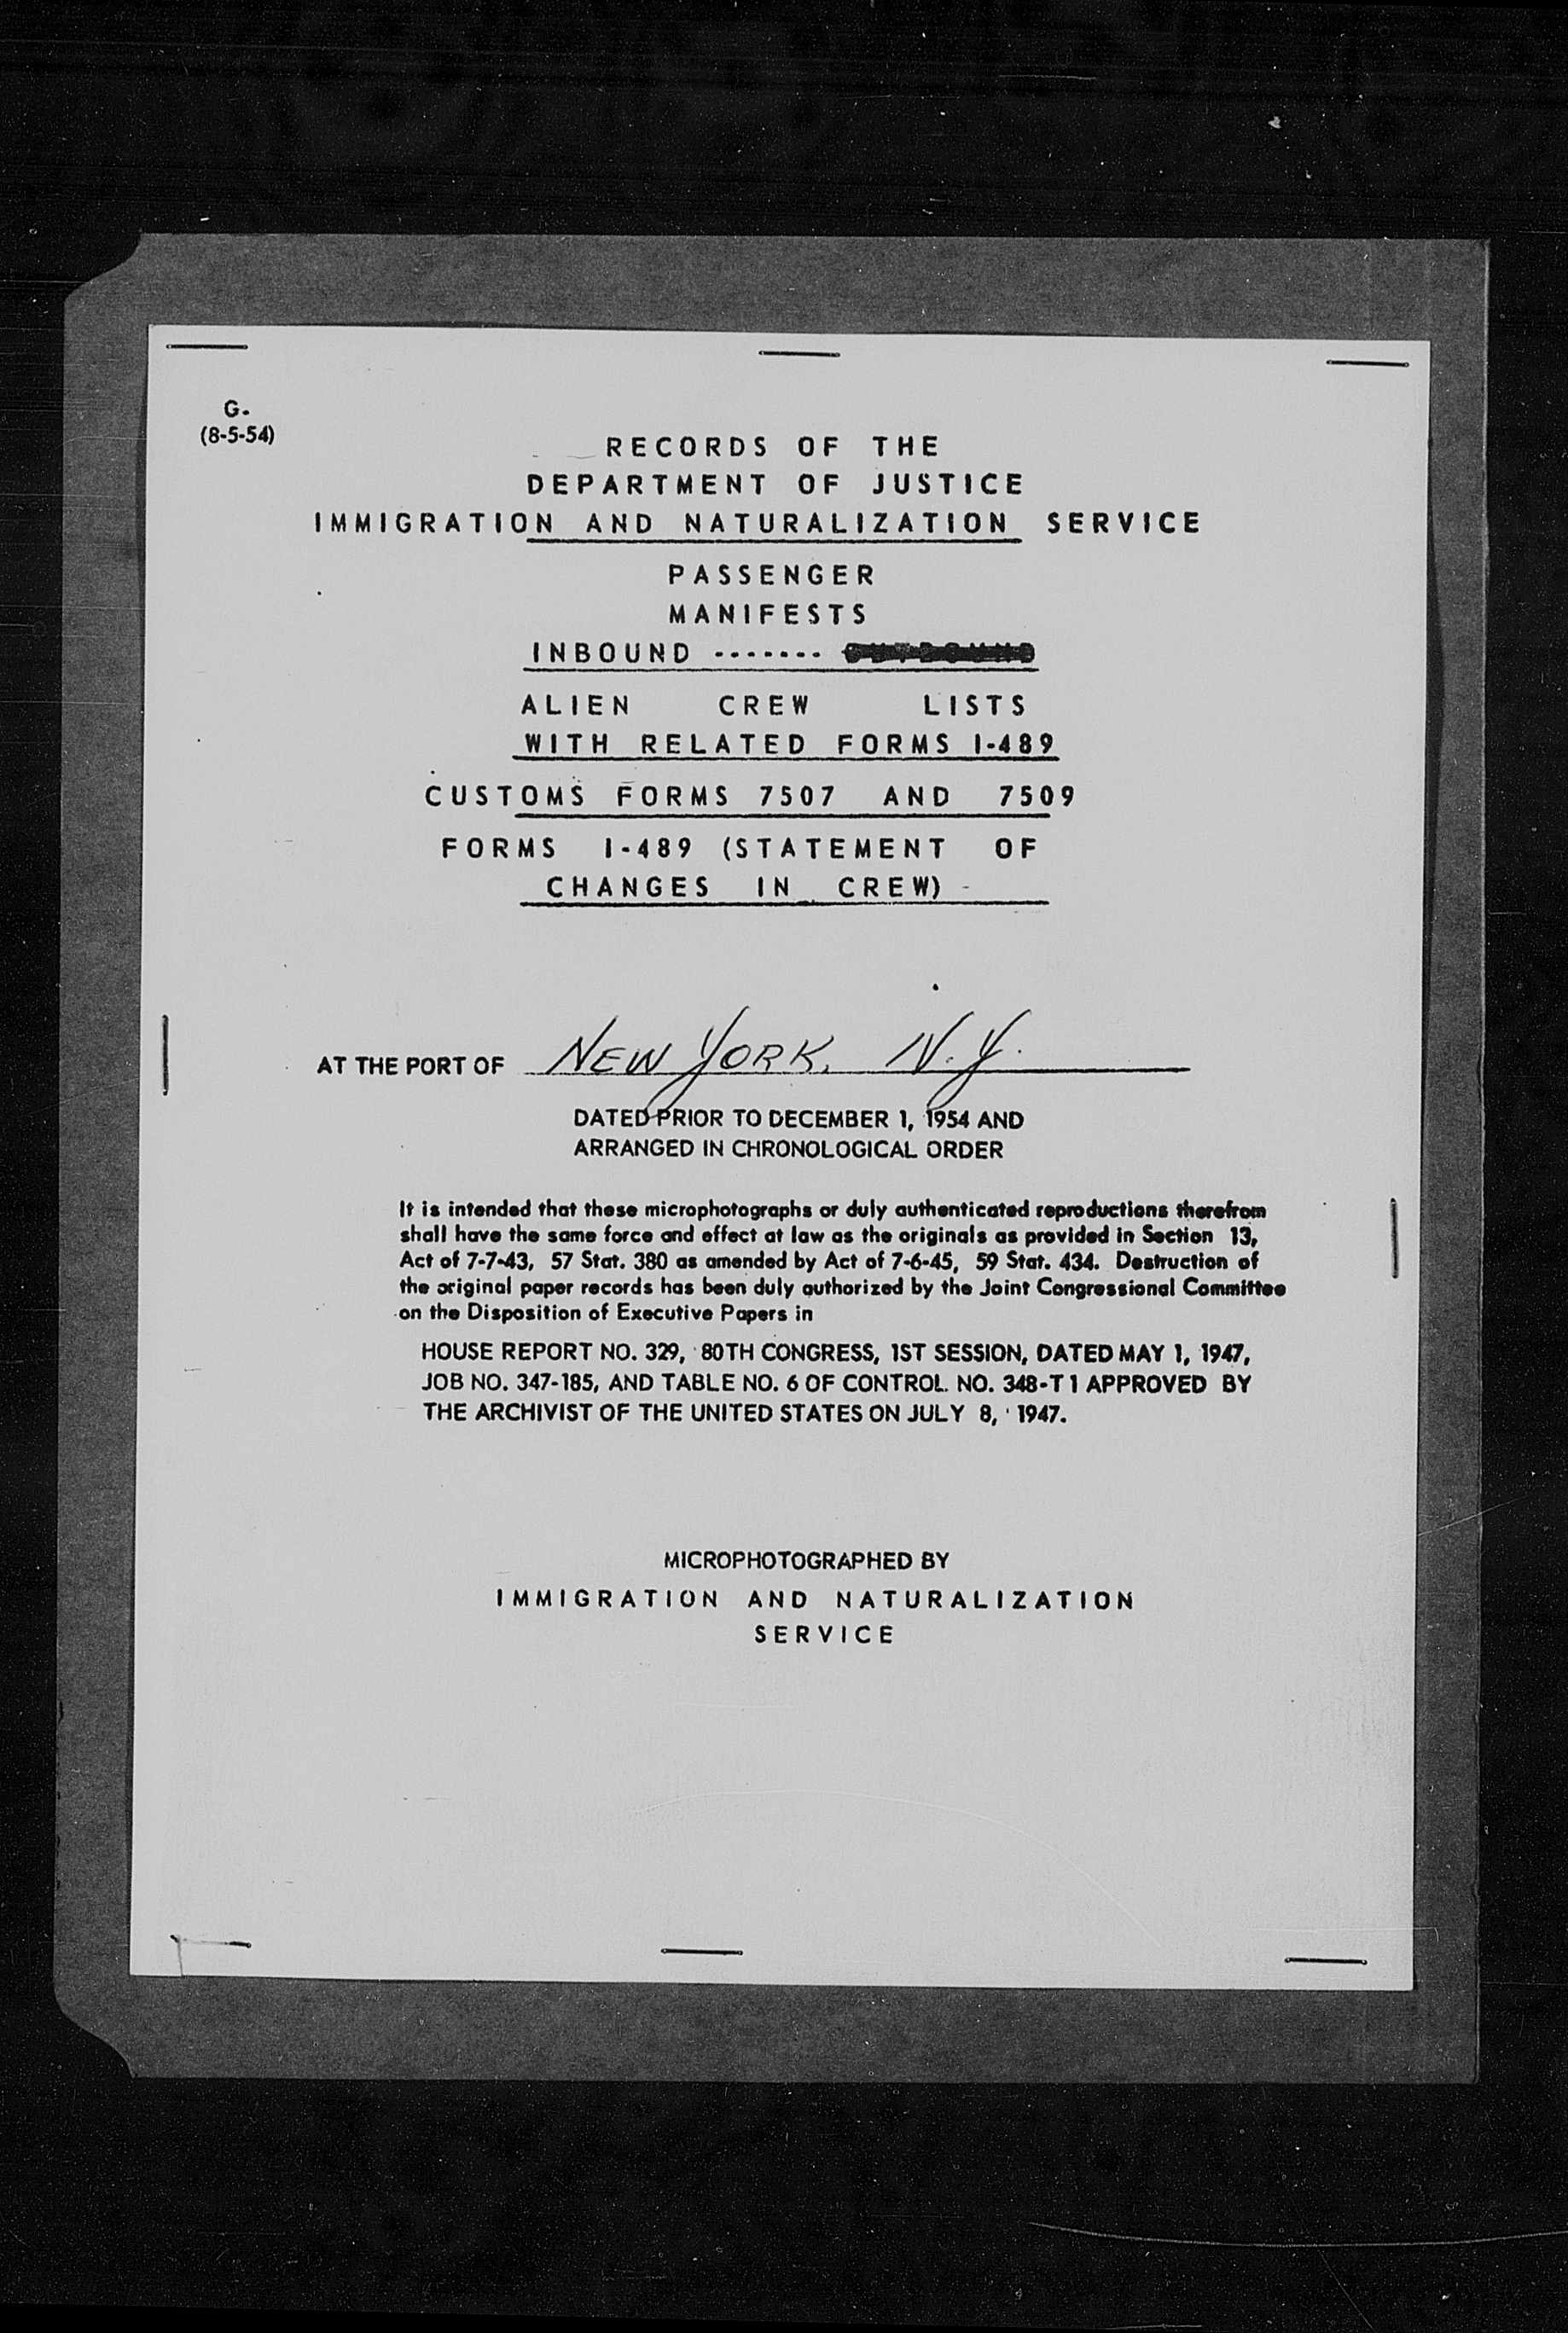 G.
(8-5-54)
RECORDS OF THE
DEPARTMENT OF JUSTICE
IMMIGRATION AND NATURALIZATION SERVICE
PASSENGER
MANIFESTS
INBOUND ------- OUTBOUND
ALIEN CREW LISTS
WITH RELATED FORMS I-489
CUSTOMS FORMS 7507 AND 7509
FORMS I-489 (STATEMENT OF
CHANGES IN CREW)
AT THE PORT OF NEW YORK, N.Y.
DATED PRIOR TO DECEMBER 1, 1954 AND
ARRANGED IN CHRONOLOGICAL ORDER
It is intended that these microphotographs or duly authenticated reproductions therefrom
shall have the same force and effect at law as the originals as provided in Section 13,
Act of 7-7-43, 57 Stat. 380 as amended by Act of 7-6-45, 59 Stat. 434. Destruction of
the original paper records has been duly authorized by the Joint Congressional Committee
on the Disposition of Executive Papers in
HOUSE REPORT NO. 329, 80TH CONGRESS, 1ST SESSION, DATED MAY 1, 1947,
JOB NO. 347-185, AND TABLE NO. 6 OF CONTROL NO. 348-T1 APPROVED BY
THE ARCHIVIST OF THE UNITED STATES ON JULY 8, 1947.
MICROPHOTOGRAPHED BY
IMMIGRATION AND NATURALIZATION
SERVICE